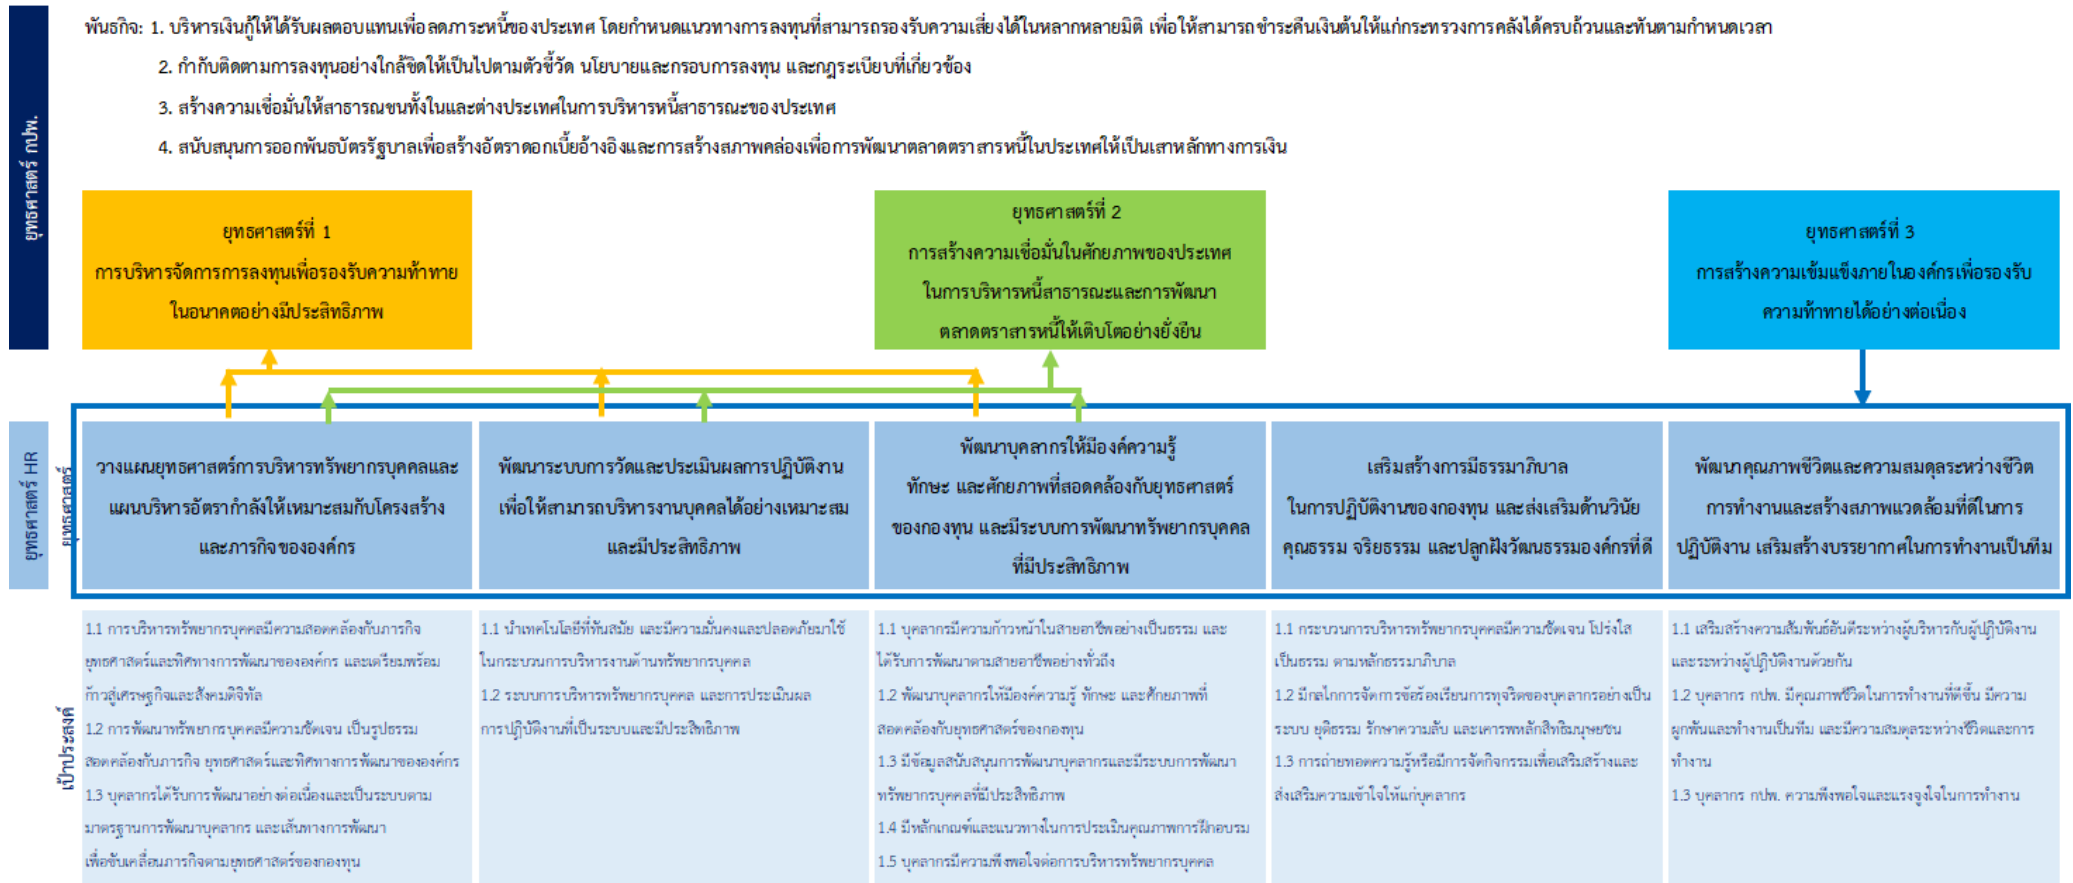 พันธกิจ: 1. บริหารเงินกู้ให้ได้รับผลตอบแทนเพื่อลดภาระหนี้ของประเทศ โดยกำหนดแนวทางการลงทุนที่สามารถรองรับความเสี่ยงได้ในหลากหลายมิติ เพื่อให้สามารถชำระคืนเงินต้นให้แก่กระทรวงการคลังได้ครบถ้วนและทันตามกำหนดเวลา
2. กำกับติดตามการลงทุนอย่างใกล้ชิดให้เป็นไปตามตัวชี้วัด นโยบายและกรอบการลงทุน และกฎระเบียบที่เกี่ยวข้อง
3. สร้างความเชื่อมั่นให้สาธารณชนทั้งในและต่างประเทศในการบริหารหนี้สาธารณะของประเทศ
4. สนับสนุนการออกพันธบัตรรัฐบาลเพื่อสร้างอัตราดอกเบี้ยอ้างอิงและการสร้างสภาพคล่องเพื่อการพัฒนาตลาดตราสารหนี้ในประเทศให้เป็นเสาหลักทางการเงิน
ยุทธศาสตร์ กปพ.
ยุทธศาสตร์ที่ 1
การบริหารจัดการการลงทุนเพื่อรองรับความท้าทาย
ในอนาคตอย่างมีประสิทธิภาพ
ยุทธศาสตร์ที่ 2
การสร้างความเชื่อมั่นในศักยภาพของประเทศ
ในการบริหารหนี้สาธารณะและการพัฒนา
ตลาดตราสารหนี้ให้เติบโตอย่างยั่งยืน
ยุทธศาสตร์ที่ 3
การสร้างความเข้มแข็งภายในองค์กรเพื่อรองรับ
ความท้าทายได้อย่างต่อเนื่อง
ยุทธศาสตร์ HR
ยุทธศาสตร์
วางแผนยุทธศาสตร์การบริหารทรัพยากรบุคคลและ
แผนบริหารอัตรากำลังให้เหมาะสมกับโครงสร้าง
และภารกิจขององค์กร
พัฒนาระบบการวัดและประเมินผลการปฏิบัติงาน
เพื่อให้สามารถบริหารงานบุคคลได้อย่างเหมาะสม
และมีประสิทธิภาพ
พัฒนาบุคลากรให้มีองค์ความรู้
ทักษะ และศักยภาพที่สอดคล้องกับยุทธศาสตร์
ของกองทุน และมีระบบการพัฒนาทรัพยากรบุคคล
ที่มีประสิทธิภาพ
เสริมสร้างการมีธรรมาภิบาล
ในการปฏิบัติงานของกองทุน และส่งเสริมด้านวินัย
คุณธรรม จริยธรรม และปลูกฝังวัฒนธรรมองค์กรที่ดี
พัฒนาคุณภาพชีวิตและความสมดุลระหว่างชีวิต
การทำงานและสร้างสภาพแวดล้อมที่ดีในการ
ปฏิบัติงาน เสริมสร้างบรรยากาศในการทำงานเป็นทีม
เป้าประสงค์
1.1 การบริหารทรัพยากรบุคคลมีความสอดคล้องกับภารกิจ
ยุทธศาสตร์และทิศทางการพัฒนาขององค์กร และเตรียมพร้อม
ก้าวสู่เศรษฐกิจและสังคมดิจิทัล
1.2 การพัฒนาทรัพยากรบุคคลมีความชัดเจน เป็นรูปธรรม
สอดคล้องกับภารกิจ ยุทธศาสตร์และทิศทางการพัฒนาขององค์กร
1.3 บุคลากรได้รับการพัฒนาอย่างต่อเนื่องและเป็นระบบตาม
มาตรฐานการพัฒนาบุคลากร และเส้นทางการพัฒนา
เพื่อขับเคลื่อนภารกิจตามยุทธศาสตร์ของกองทุน
1.1 นำเทคโนโลยีที่ทันสมัย และมีความมั่นคงและปลอดภัยมาใช้
ในกระบวนการบริหารงานด้านทรัพยากรบุคคล
1.2 ระบบการบริหารทรัพยากรบุคคล และการประเมินผล
การปฏิบัติงานที่เป็นระบบและมีประสิทธิภาพ
1.1 บุคลากรมีความก้าวหน้าในสายอาชีพอย่างเป็นธรรม และ
ได้รับการพัฒนาตามสายอาชีพอย่างทั่วถึง
1.2 พัฒนาบุคลากรให้มีองค์ความรู้ ทักษะ และศักยภาพที่
สอดคล้องกับยุทธศาสตร์ของกองทุน
1.3 มีข้อมูลสนับสนุนการพัฒนาบุคลากรและมีระบบการพัฒนา
ทรัพยากรบุคคลที่มีประสิทธิภาพ
1.4 มีหลักเกณฑ์และแนวทางในการประเมินคุณภาพการฝึกอบรม
1.5 บุคลากรมีความพึงพอใจต่อการบริหารทรัพยากรบุคคล
1.1 กระบวนการบริหารทรัพยากรบุคคลมีความชัดเจน โปร่งใส
เป็นธรรม ตามหลักธรรมาภิบาล
1.2 มีกลไกการจัดการข้อร้องเรียนการทุจริตของบุคลากรอย่างเป็น
ระบบ ยุติธรรม รักษาความลับ และเคารพหลักสิทธิมนุษยชน
1.3 การถ่ายทอดความรู้หรือมีการจัดกิจกรรมเพื่อเสริมสร้างและ
ส่งเสริมความเข้าใจให้แก่บุคลากร
1.1 เสริมสร้างความสัมพันธ์อันดีระหว่างผู้บริหารกับผู้ปฏิบัติงาน
และระหว่างผู้ปฏิบัติงานด้วยกัน
1.2 บุคลากร กปพ. มีคุณภาพชีวิตในการทำงานที่ดีขึ้น มีความ
ผูกพันและทำงานเป็นทีม และมีความสมดุลระหว่างชีวิตและการ
ทำงาน
1.3 บุคลากร กปพ. ความพึงพอใจและแรงจูงใจในการทำงาน